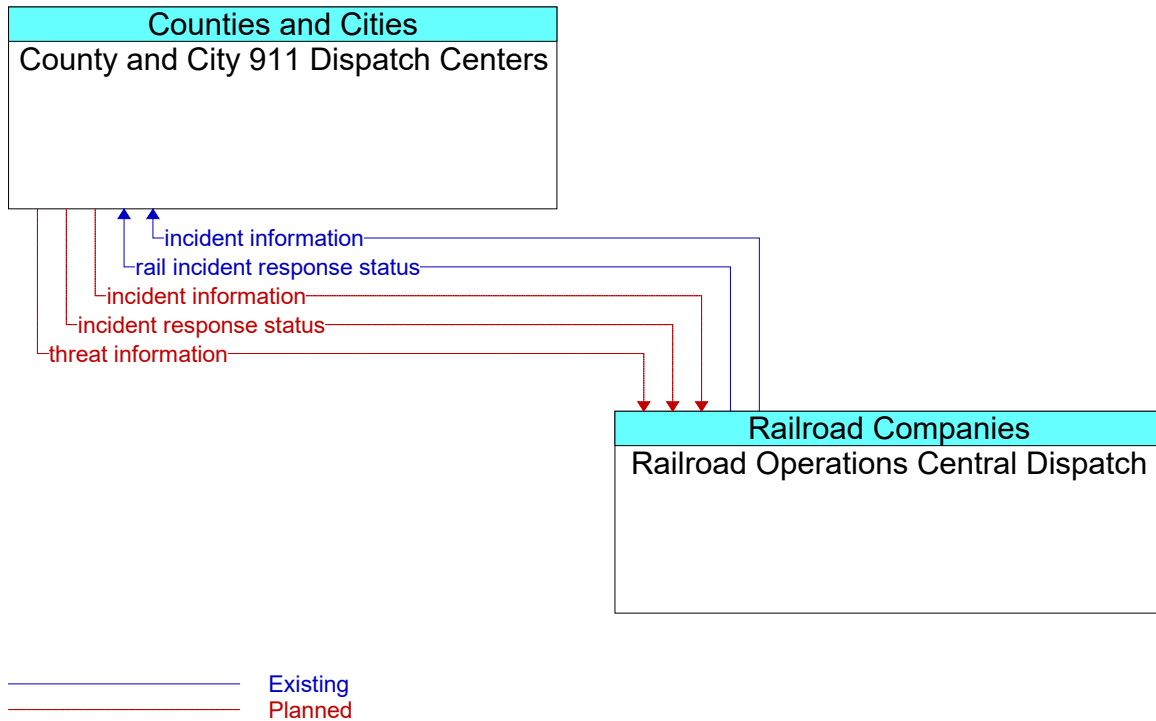 Counties and Cities
County and City 911 Dispatch Centers
incident information
rail incident response status
incident information
incident response status
threat information
Railroad Companies
Railroad Operations Central Dispatch
Existing
Planned